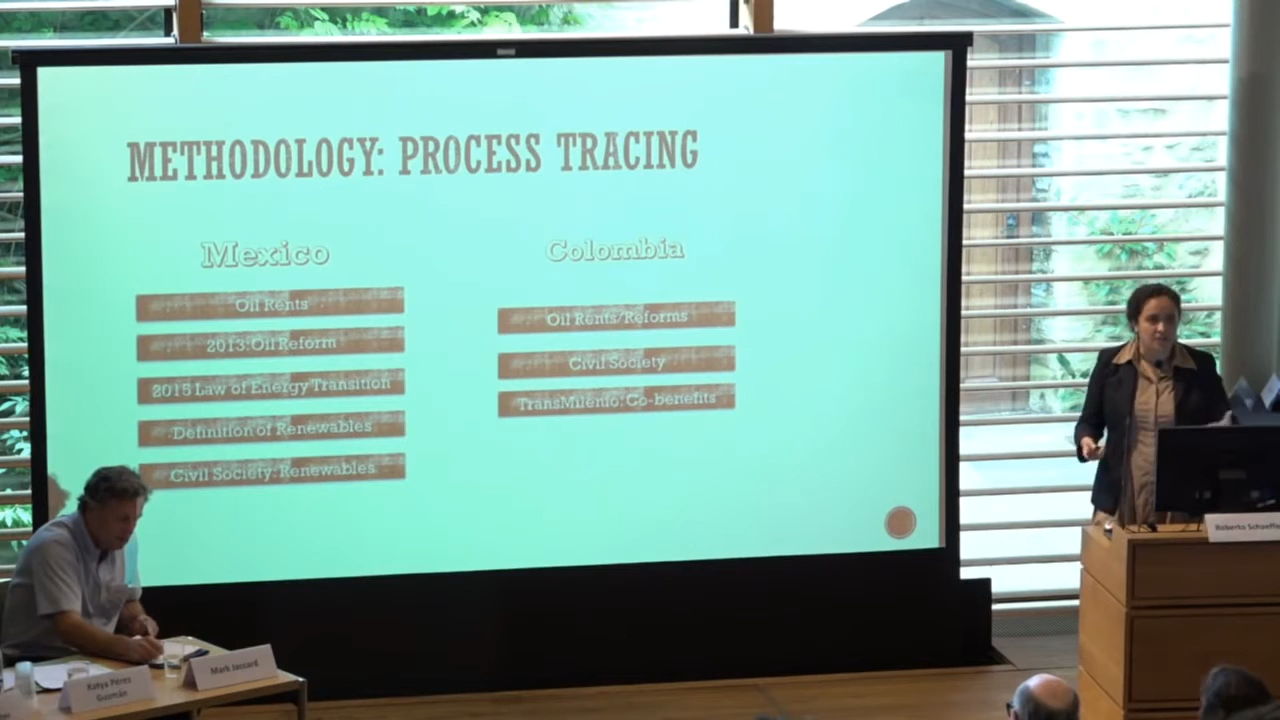 METHODOLOGY: PROCESS TRACING
Mexico
Oil Rents
2013: Oil Reform
2015 Law of Energy Transition
Definition of Renewables
Civil Society: Renewables
Colombia
Oil Rents/Reforms
Civil Society
TransMilenio: Co-benefits
Roberto
Katya Pérez
Guzmán
Mark Jaccard